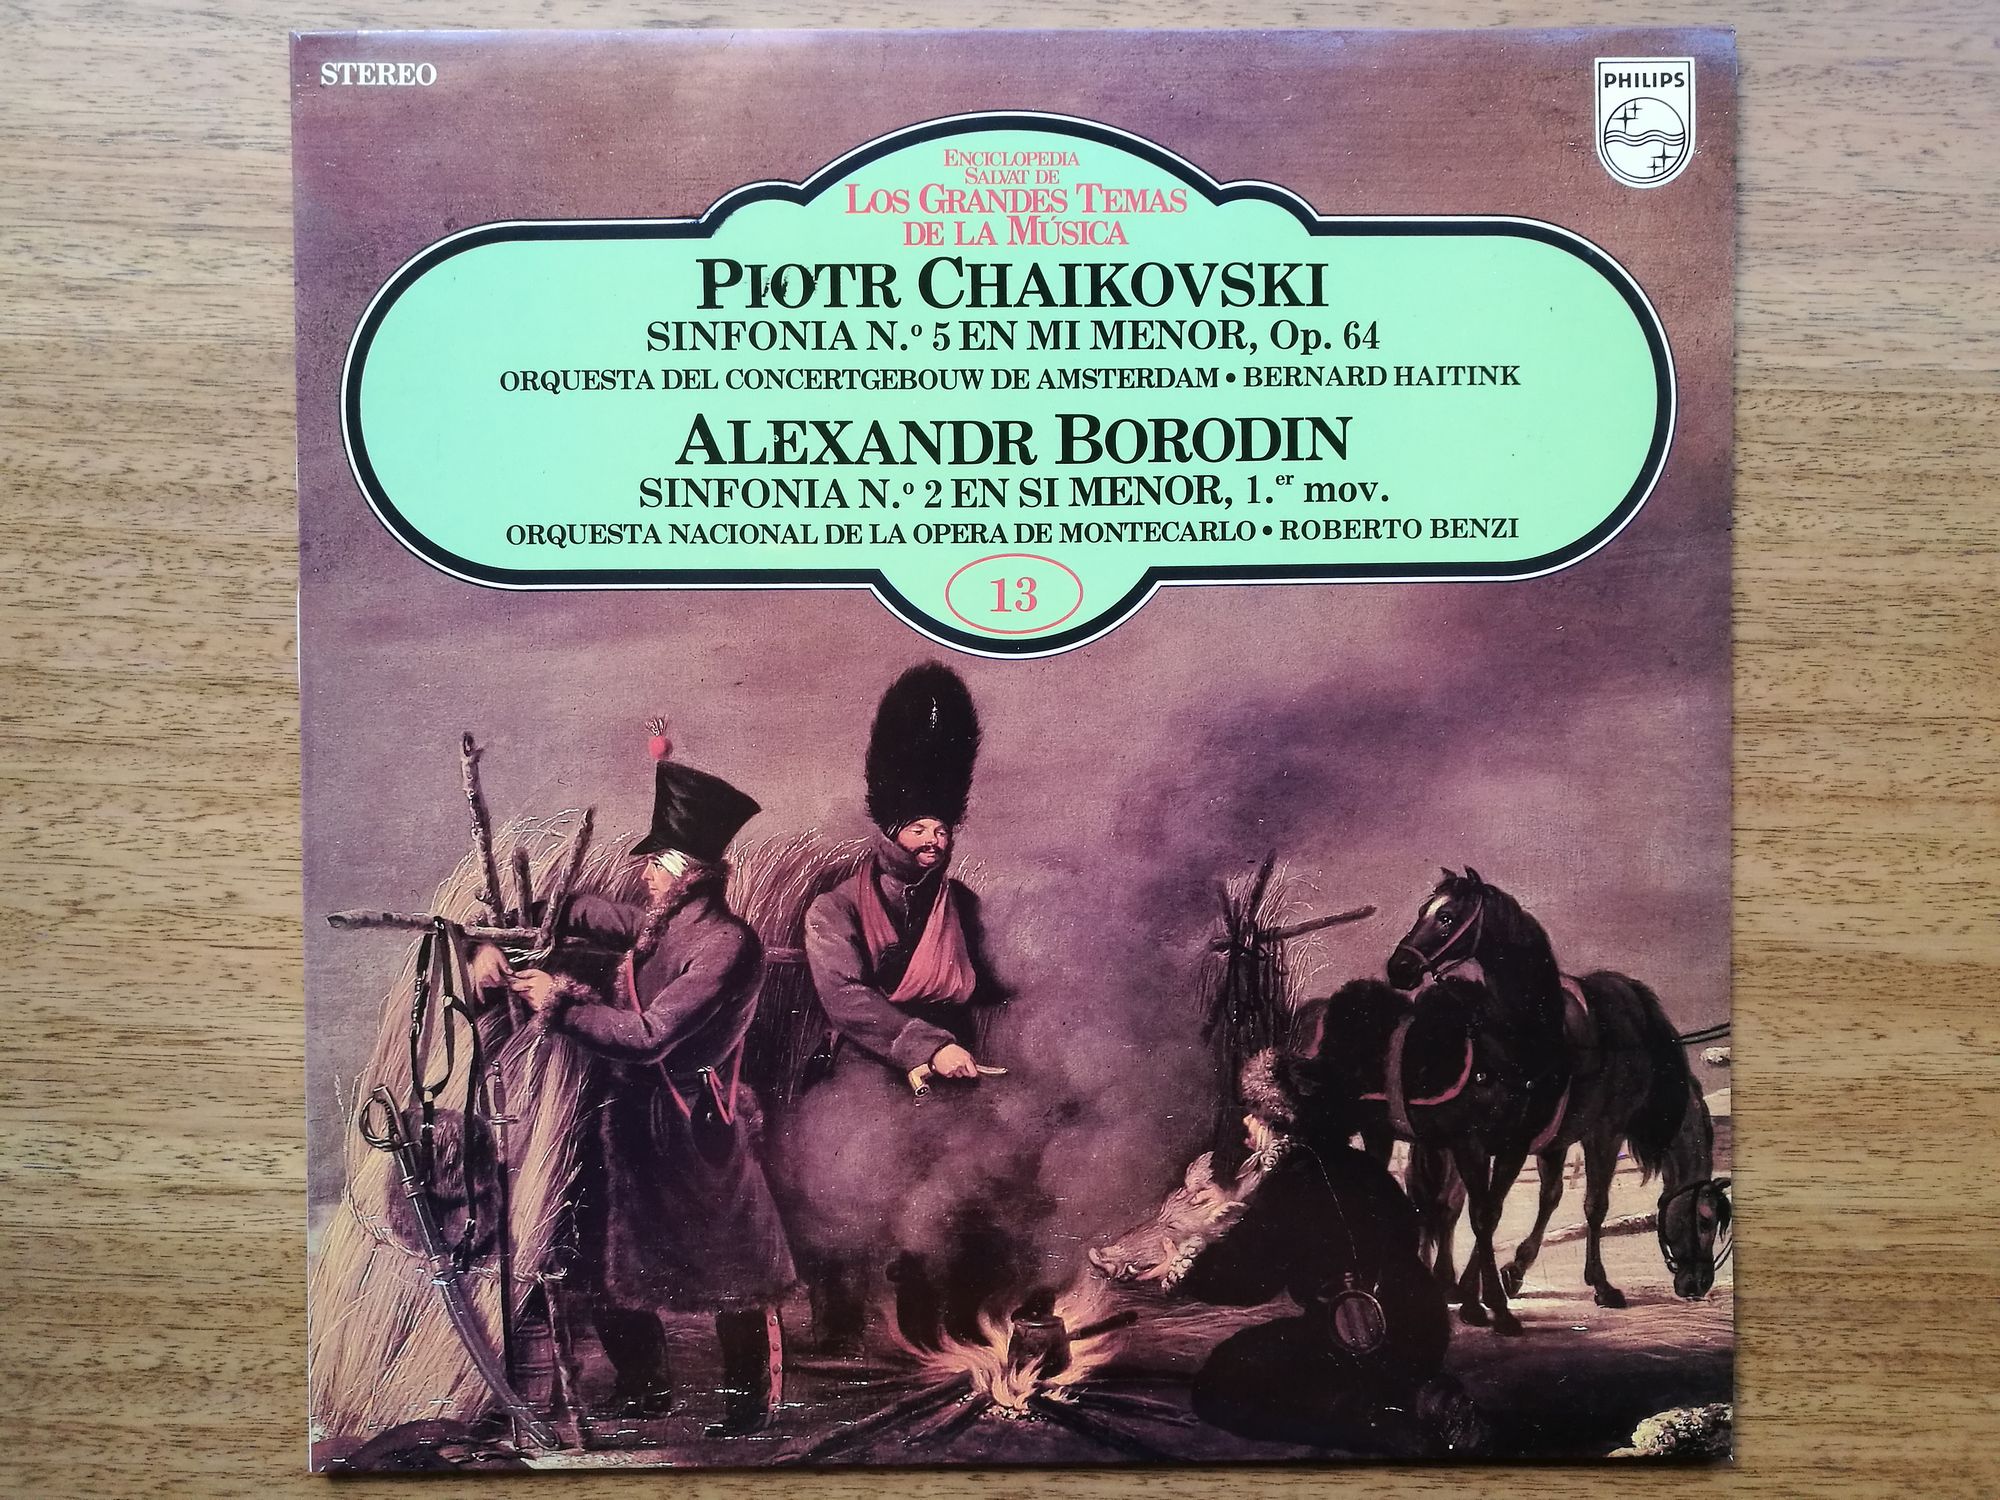 STEREO
PHILIPS
ENCICLOPEDIA
SALVAT DE
LOS GRANDES TEMAS
DE LA MÚSICA
PIOTR CHAIKOVSKI
SINFONIA N.º 5 EN MI MENOR, Op. 64
ORQUESTA DEL CONCERTGEBOUW DE AMSTERDAM • BERNARD HAITINK
ALEXANDR BORODIN
SINFONIA N.º 2 EN SI MENOR, 1.er mov.
ORQUESTA NACIONAL DE LA OPERA DE MONTECARLO • ROBERTO BENZI
13